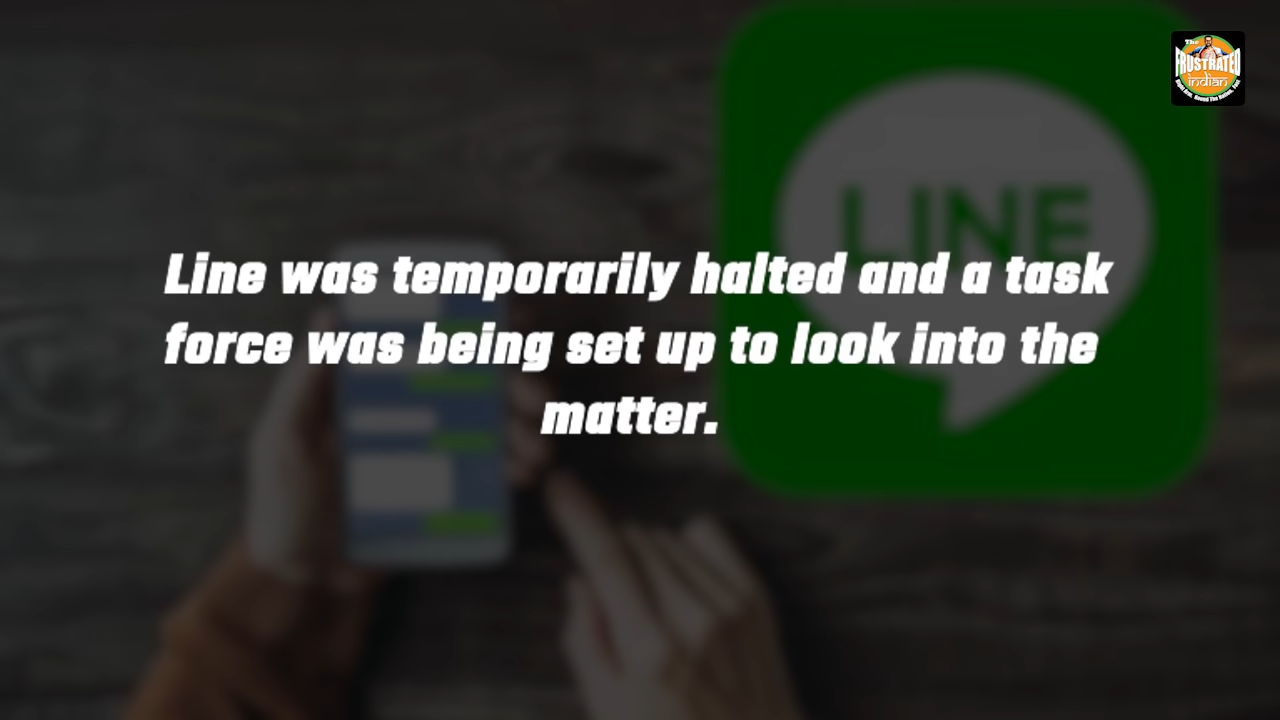 The
FRUSTRATED
indian
LINE
Line was temporarily halted and a task
force was being set up to look into the
matter.